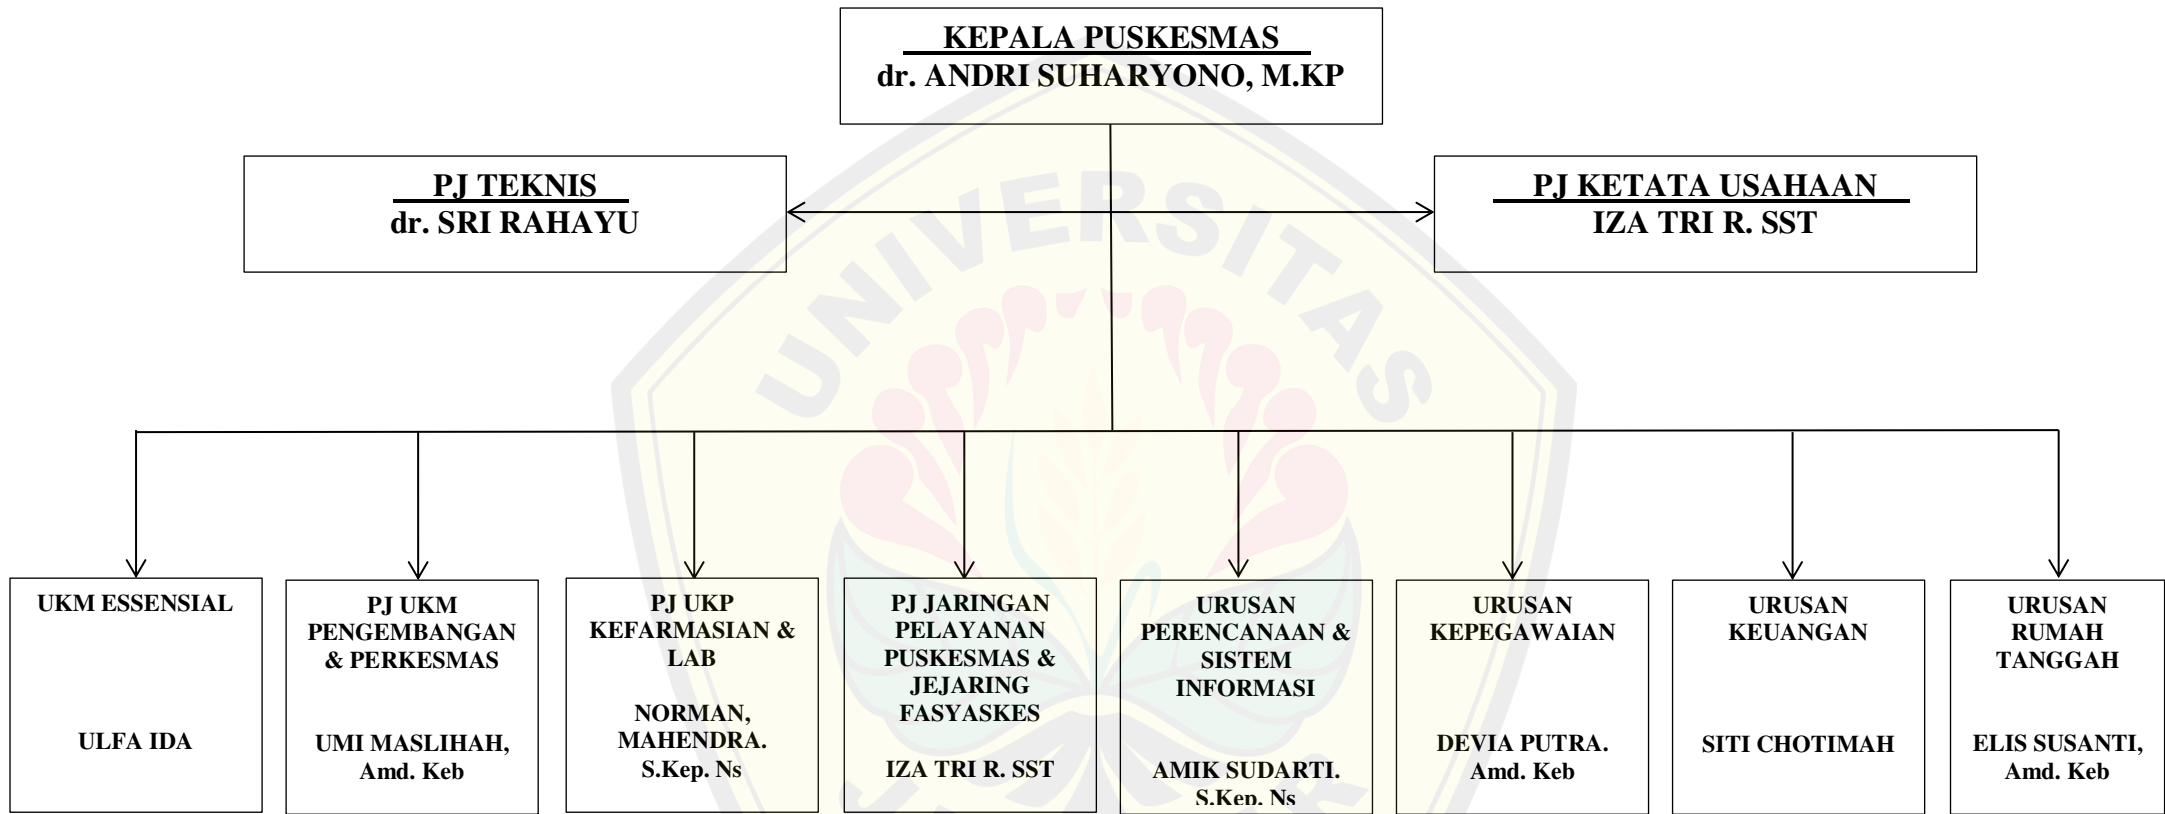 KEPALA PUSKESMAS
dr. ANDRI SUHARYONO, M.KP
PJ TEKNIS
dr. SRI RAHAYU
PJ KETATA USAHAAN
IZA TRI R. SST
UNIVERSITAS
UKM ESSENSIAL
ULFA IDA
PJ UKM
PENGEMBANGAN
& PERKESMAS
UMI MASLIHAH,
Amd. Keb
PJ UKP
KEFARMASIAN &
LAB
NORMAN,
MAHENDRA.
S.Kep. Ns
PJ JARINGAN
PELAYANAN
PUSKESMAS &
JEJARING
FASYASKES
IZA TRI R. SST
URUSAN
PERENCANAAN &
SISTEM
INFORMASI
AMIK SUDARTI.
S.Kep. Ns
URUSAN
KEPEGAWAIAN
DEVIA PUTRA.
Amd. Keb
URUSAN
KEUANGAN
SITI CHOTIMAH
URUSAN
RUMAH
TANGGAH
ELIS SUSANTI,
Amd. Keb